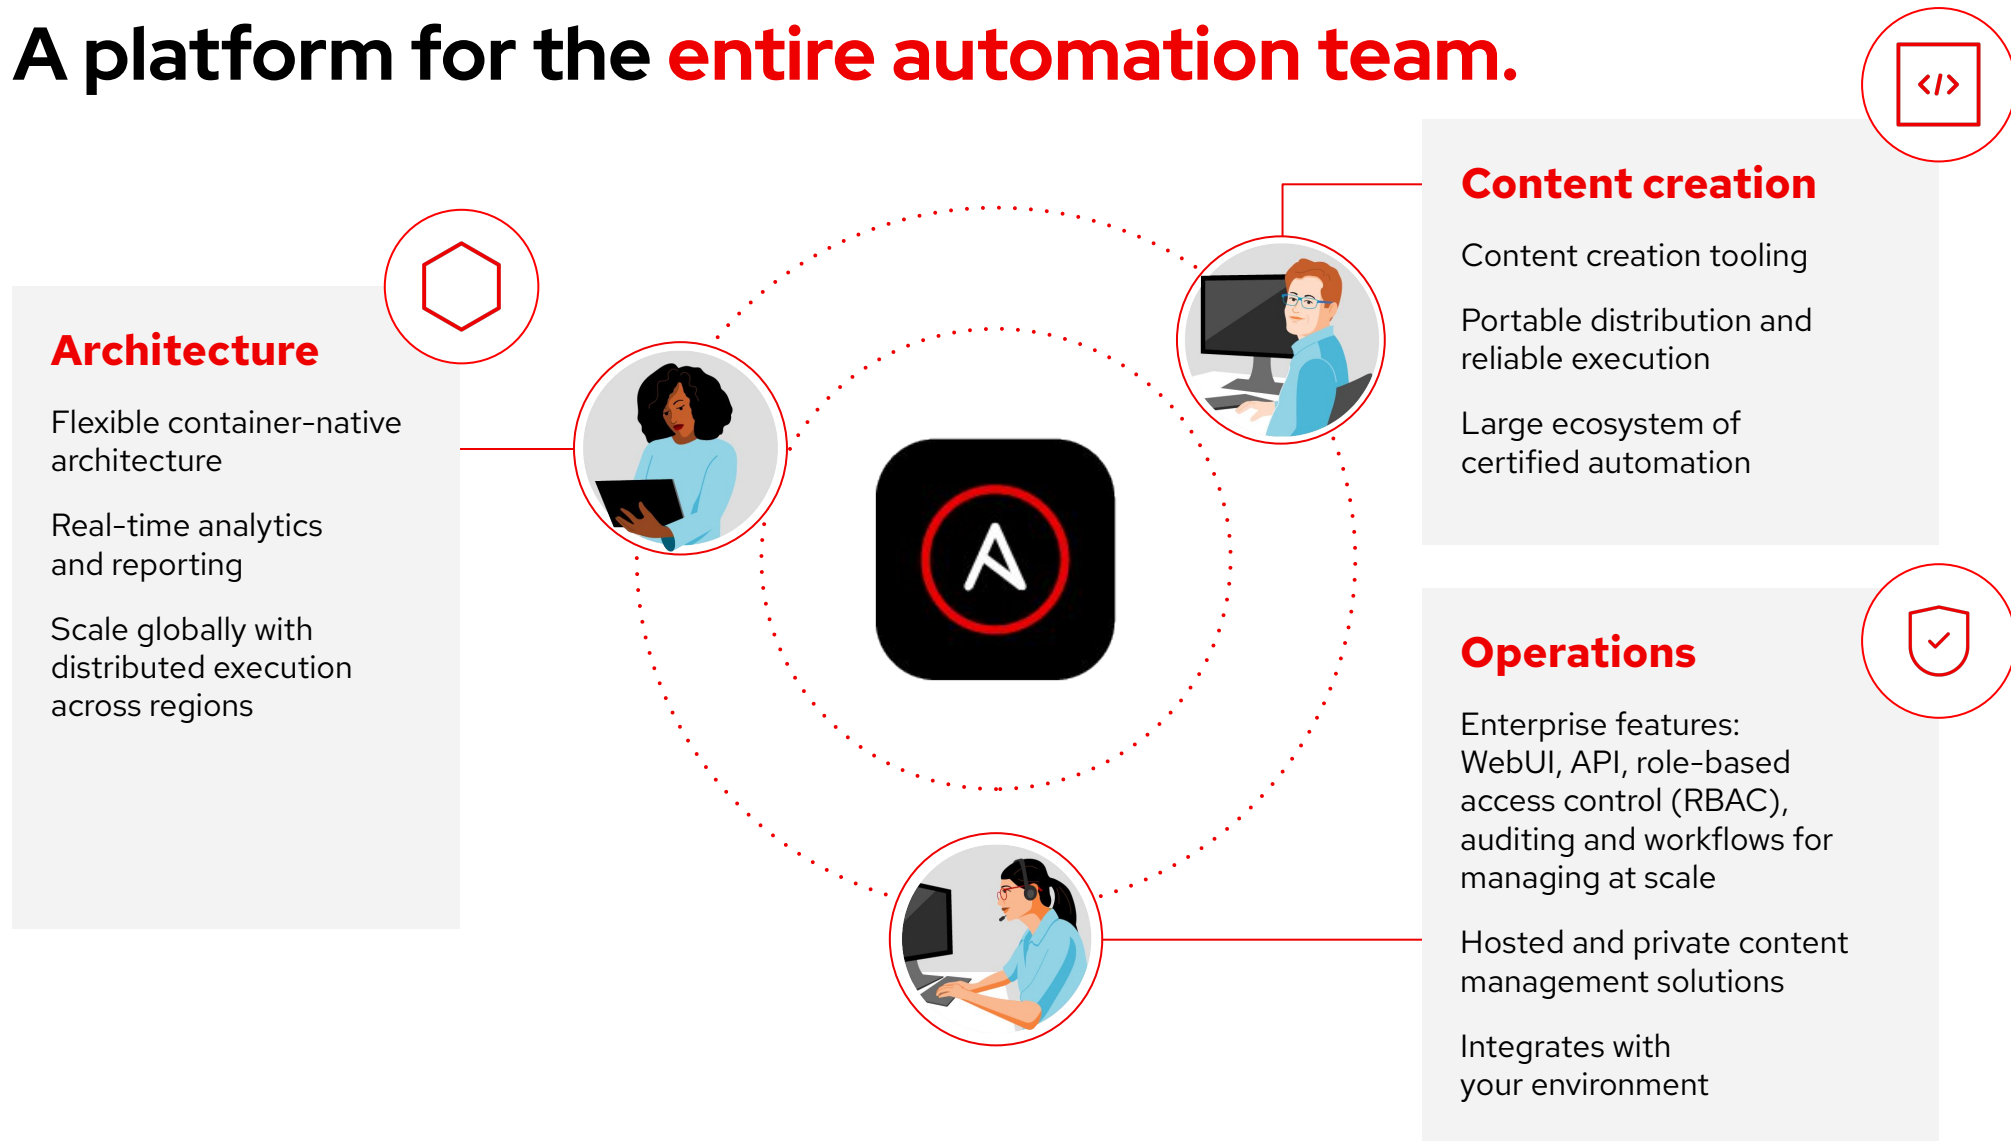 A platform for the entire automation team.
Architecture
Flexible container-native
architecture
Real-time analytics
and reporting
Scale globally with
distributed execution
across regions
</>
Content creation
Content creation tooling
Portable distribution and
reliable execution
Large ecosystem of
certified automation
Operations
Enterprise features:
WebUI, API, role-based
access control (RBAC),
auditing and workflows for
managing at scale
Hosted and private content
management solutions
Integrates with
your environment